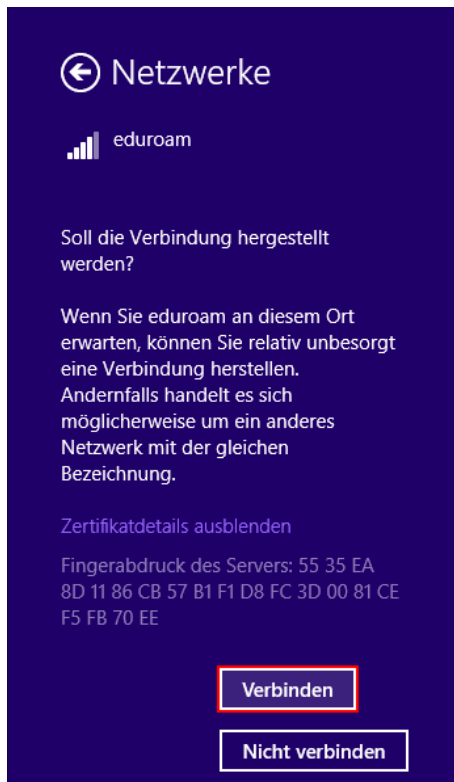 Netzwerke
eduroam
Soll die Verbindung hergestellt
werden?
Wenn Sie eduroam an diesem Ort
erwarten, können Sie relativ unbesorgt
eine Verbindung herstellen.
Andernfalls handelt es sich
möglicherweise um ein anderes
Netzwerk mit der gleichen
Bezeichnung.
Zertifikatdetails ausblenden
Fingerabdruck des Servers: 55 35 EA
8D 11 86 CB 57 B1 F1 D8 FC 3D 00 81 CE
F5 FB 70 EE
Verbinden
Nicht verbinden